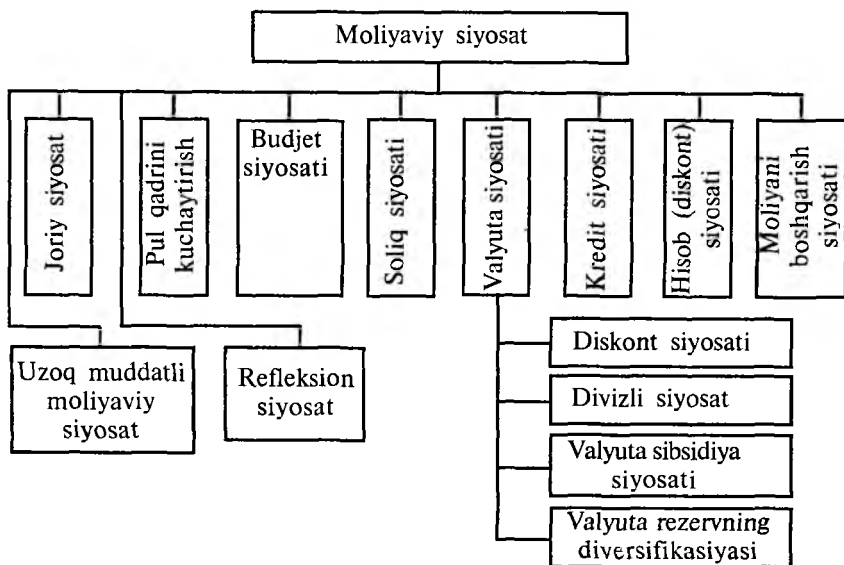 Moliyaviy siyosat
Joriy siyosat
Pul qadrini
kuchaytirish
Budjet
siyosati
Soliq siyosati
Valyuta siyosati
Kredit siyosati
Hisob (diskont)
siyosati
Moliyani
boshqarish
siyosati
Uzoq muddatli
moliyaviy
siyosat
Refleksion
siyosat
Diskont siyosati
Divizli siyosat
Valyuta sibsidiya
siyosati
Valyuta rezervning
diversifikasiyasi